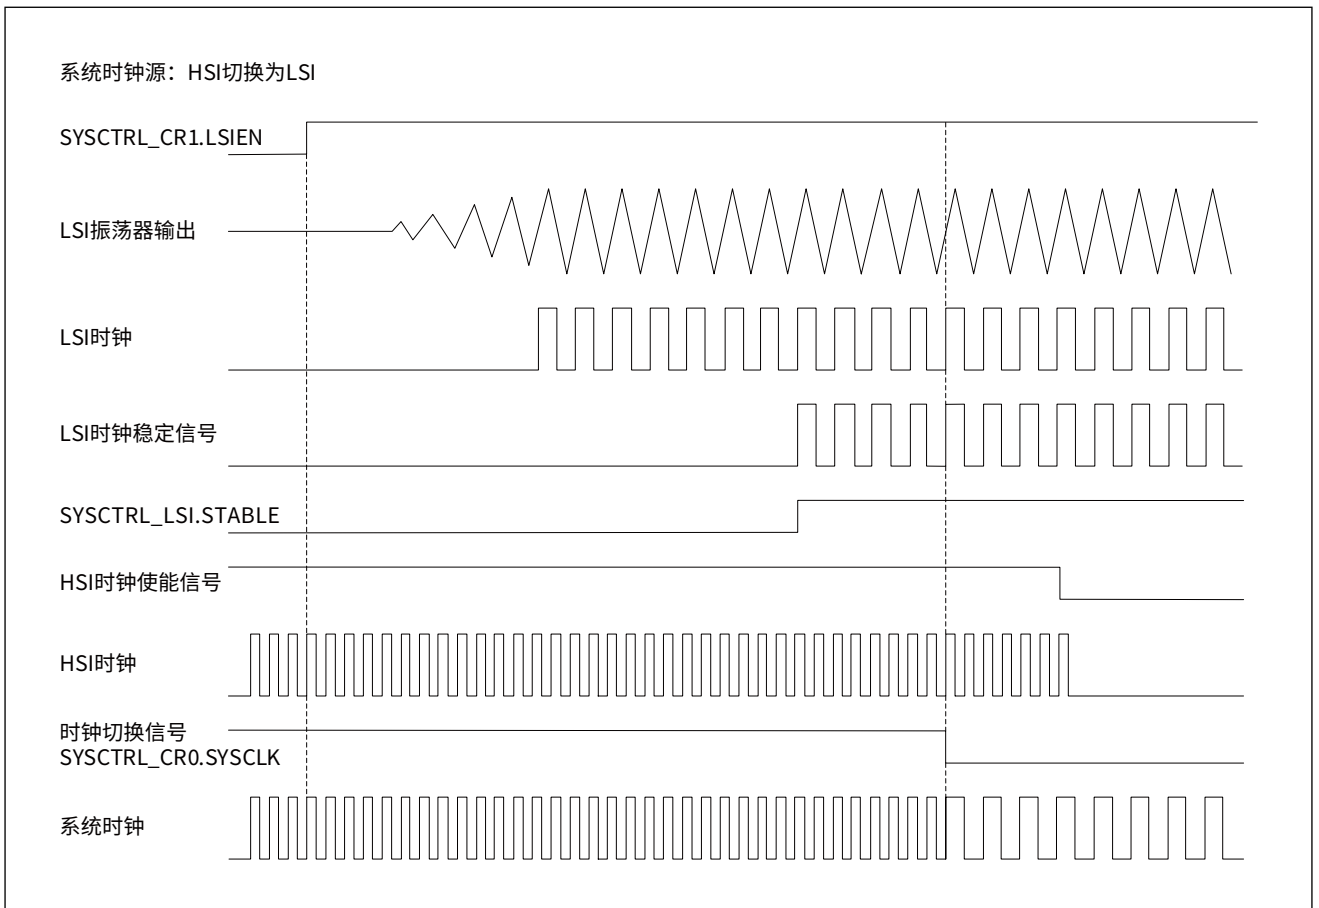 系统时钟源：HSI切换为LSI
SYSCTRL_CR1.LSIEN
LSI振荡器输出
LSI时钟
LSI时钟稳定信号
SYSCTRL_LSI.STABLE
HSI时钟使能信号
HSI时钟
时钟切换信号
SYSCTRL_CR0.SYSCLK
系统时钟